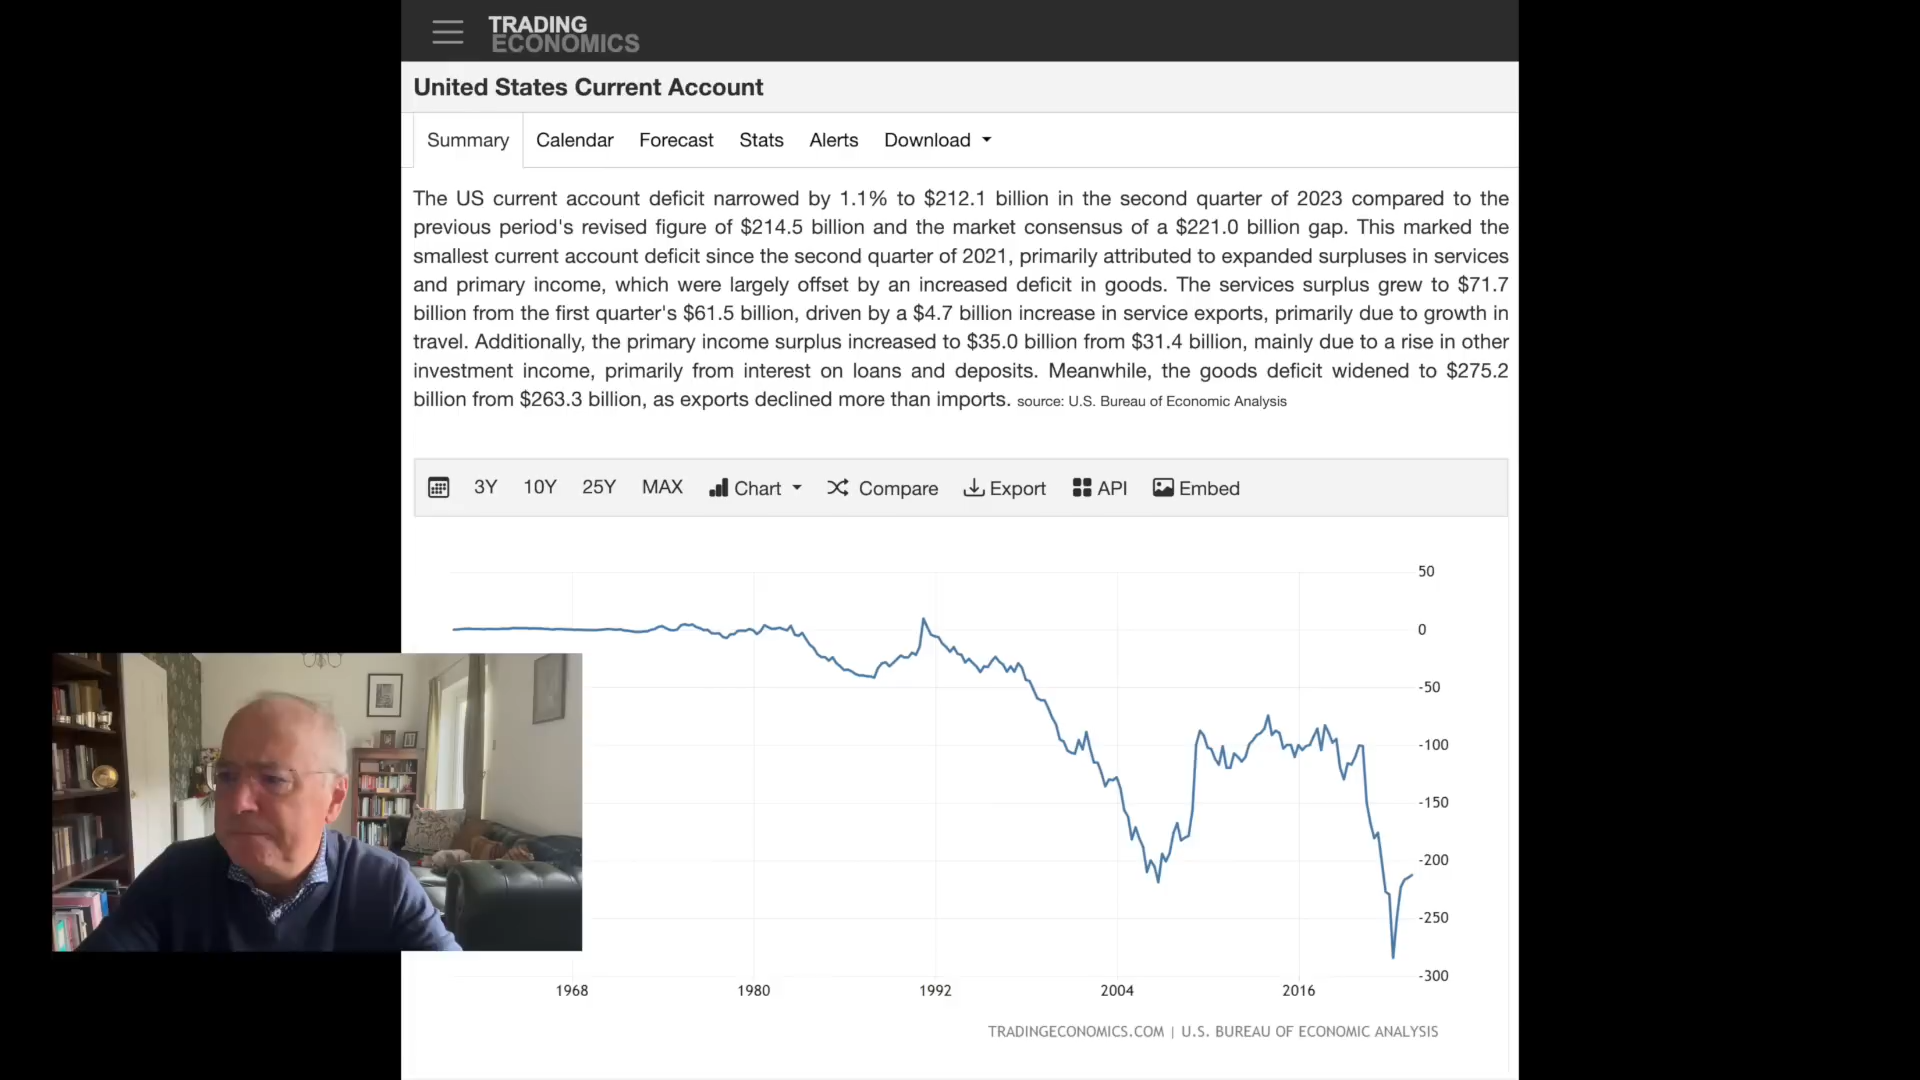 TRADING
ECONOMICS
United States Current Account
Summary Calendar Forecast Stats Alerts Download
The US current account deficit narrowed by 1.1% to $212.1 billion in the second quarter of 2023 compared to the
previous period's revised figure of $214.5 billion and the market consensus of a $221.0 billion gap. This marked the
smallest current account deficit since the second quarter of 2021, primarily attributed to expanded surpluses in services
and primary income, which were largely offset by an increased deficit in goods. The services surplus grew to $71.7
billion from the first quarter's $61.5 billion, driven by a $4.7 billion increase in service exports, primarily due to growth in
travel. Additionally, the primary income surplus increased to $35.0 billion from $31.4 billion, mainly due to a rise in other
investment income, primarily from interest on loans and deposits. Meanwhile, the goods deficit widened to $275.2
billion from $263.3 billion, as exports declined more than imports. source: U.S. Bureau of Economic Analysis
3Y 10Y 25Y MAX Chart Compare Export API Embed
50
0
-50
-100
-150
-200
-250
-300
1968 1980 1992 2004 2016
TRADINGECONOMICS.COM | U.S. BUREAU OF ECONOMIC ANALYSIS